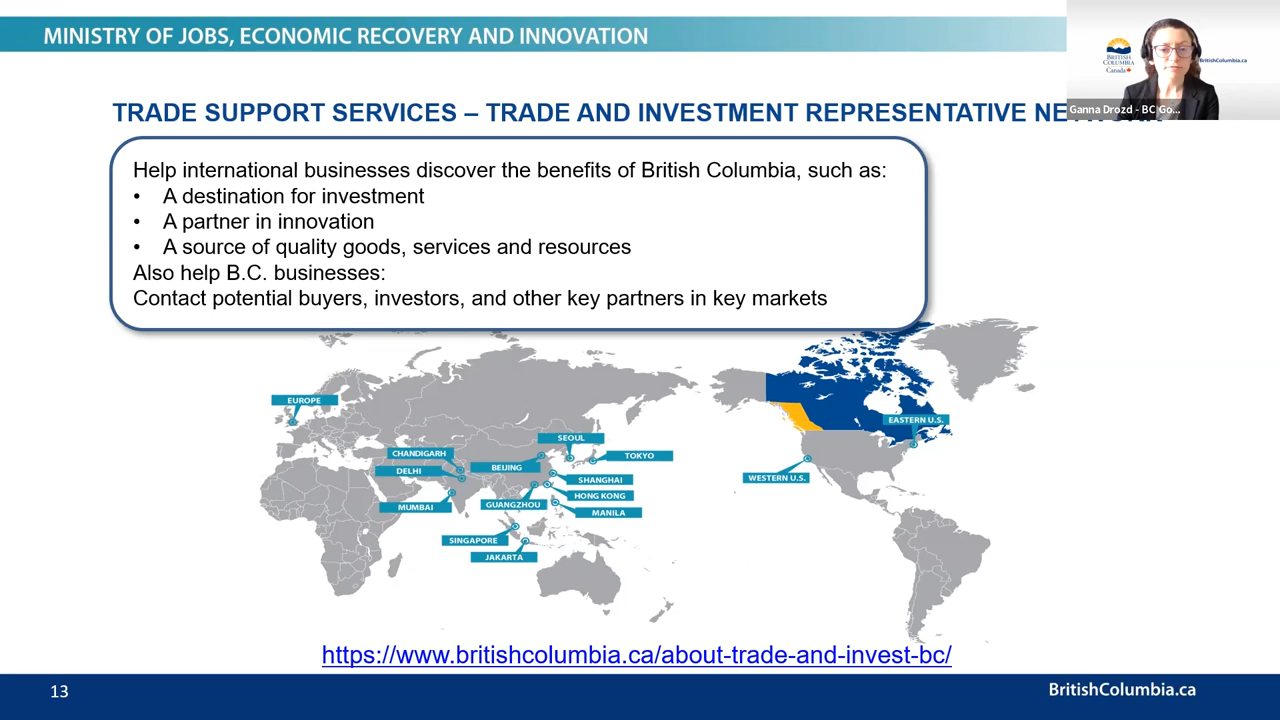 MINISTRY OF JOBS, ECONOMIC RECOVERY AND INNOVATION
BRITISH
COLUMBIA
Canada
BritishColumbia.ca
Ganna Drozd - BC Go...
TRADE SUPPORT SERVICES – TRADE AND INVESTMENT REPRESENTATIVE NETWORK
Help international businesses discover the benefits of British Columbia, such as:
• A destination for investment
• A partner in innovation
• A source of quality goods, services and resources
Also help B.C. businesses:
Contact potential buyers, investors, and other key partners in key markets
EUROPE
EASTERN U.S.
SEOUL
CHANDIGARH
TOKYO
BEIJING
DELHI
WESTERN U.S.
SHANGHAI
HONG KONG
GUANGZHOU
MUMBAI
MANILA
SINGAPORE
JAKARTA
https://www.britishcolumbia.ca/about-trade-and-invest-bc/
13
BritishColumbia.ca